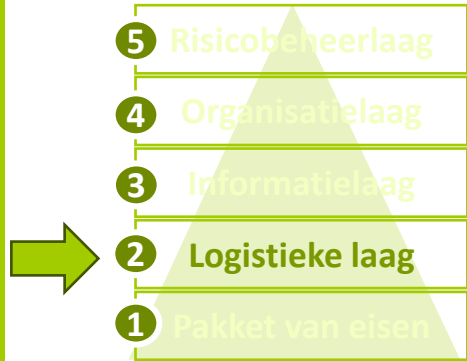 5 Risicobeheerlaag
4 Organisatielaag
3 Informatielaag
2 Logistieke laag
1 Pakket van eisen